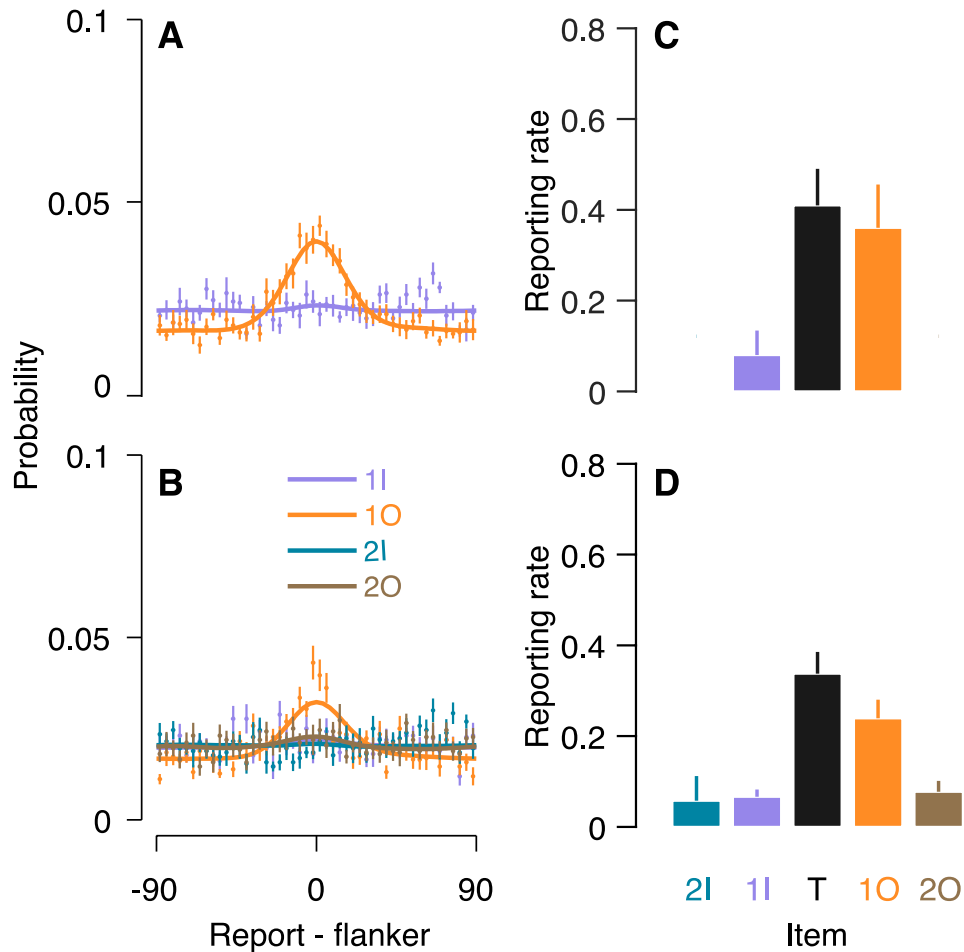 A
0.1
0.05
0
Probability
B
0.1
0.05
0
1I
1O
2I
2O
-90
0
90
Report - flanker
C
0.8
0.6
0.4
0.2
0
Reporting rate
D
0.8
0.6
0.4
0.2
0
Reporting rate
2I 1I T 1O 2O
Item